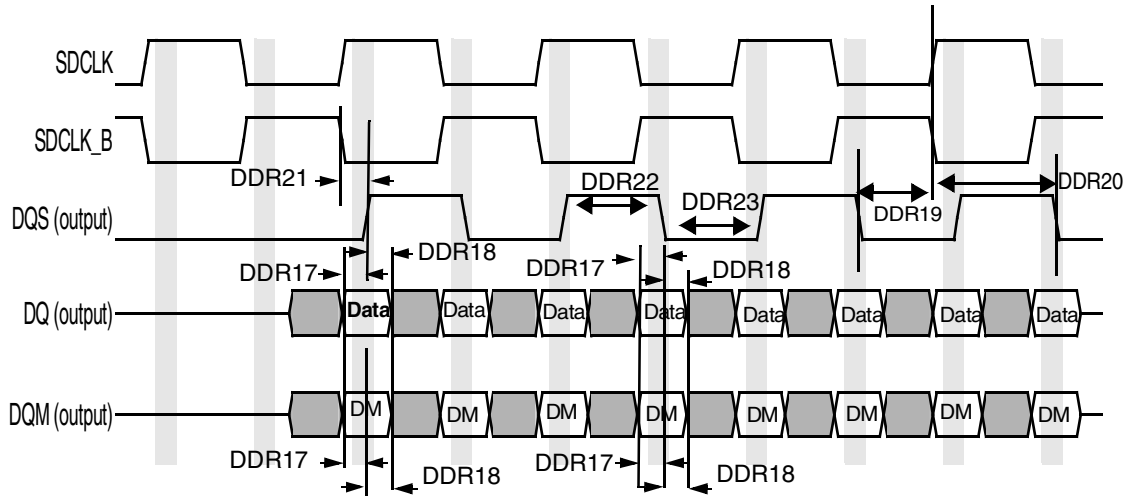 SDCLK
SDCLK_B
DDR21
DDR22
DDR20
DDR23
DDR19
DQS (output)
DDR18
DDR17
DDR17
DDR18
DQ (output)
Data
Data
Data
Data
Data
Data
Data
Data
DQM (output)
DM
DM
DM
DM
DM
DM
DM
DM
DDR17
DDR18
DDR17
DDR18